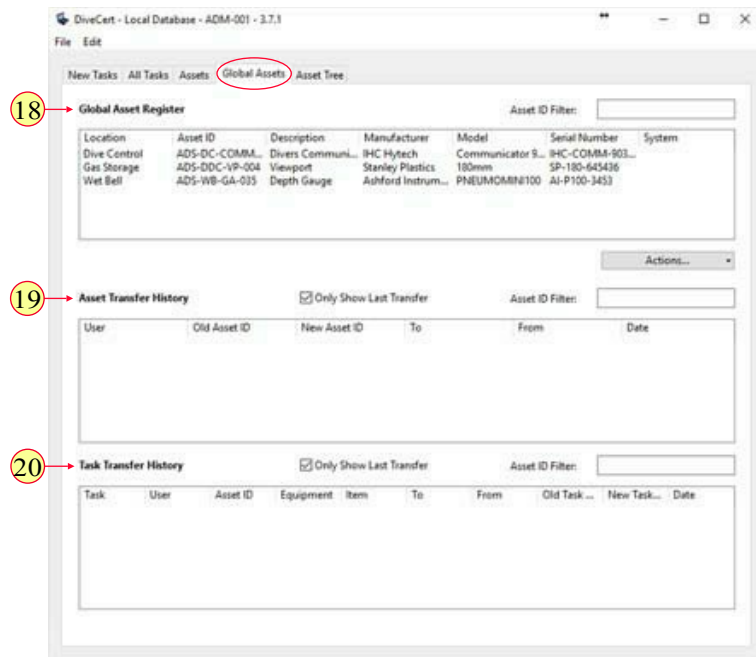 DiveCert - Local Database - ADM-001 - 3.7.1
File Edit
New Tasks All Tasks Assets Global Assets Asset Tree
18 Global Asset Register Asset ID Filter:
Location Asset ID Description Manufacturer Model Serial Number System
Dive Control ADS-DC-COMM... Divers Communi... IHC Hytech Communicator 9... IHC-COMM-903...
Gas Storage ADS-DDC-VP-004 Viewport Stanley Plastics 180mm SP-180-645436
Wet Bell ADS-WB-GA-035 Depth Gauge Ashford Instrum... PNEUMOMINI100 AI-P100-3453
Actions...
19 Asset Transfer History Only Show Last Transfer Asset ID Filter:
User Old Asset ID New Asset ID To From Date
20 Task Transfer History Only Show Last Transfer Asset ID Filter:
Task User Asset ID Equipment Item To From Old Task ... New Task... Date